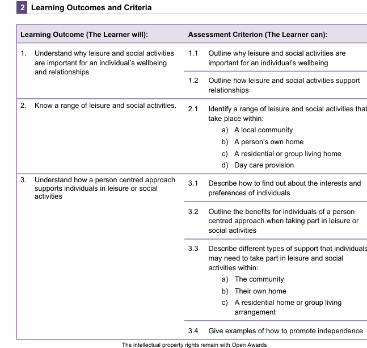 2 Learning Outcomes and Criteria
Learning Outcome (The Learner will):
Assessment Criterion (The Learner can):
1. Understand why leisure and social activities
are important for an individual's wellbeing
and relationships
1.1 Outline why leisure and social activities are
important for an individual's wellbeing
1.2 Outline how leisure and social activities support
relationships
2. Know a range of leisure and social activities.
2.1 Identify a range of leisure and social activities that
take place within:
a) A local community
b) A person's own home
c) A residential or group living home
d) Day care provision
3. Understand how a person centred approach
supports individuals in leisure or social
activities
3.1 Describe how to find out about the interests and
preferences of individuals
3.2 Outline the benefits for individuals of a person
centred approach when taking part in leisure or
social activities
3.3 Describe different types of support that individuals
may need to take part in leisure and social
activities within:
a) The community
b) Their own home
c) A residential home or group living
arrangement
3.4 Give examples of how to promote independence
The intellectual property rights remain with Open Awards